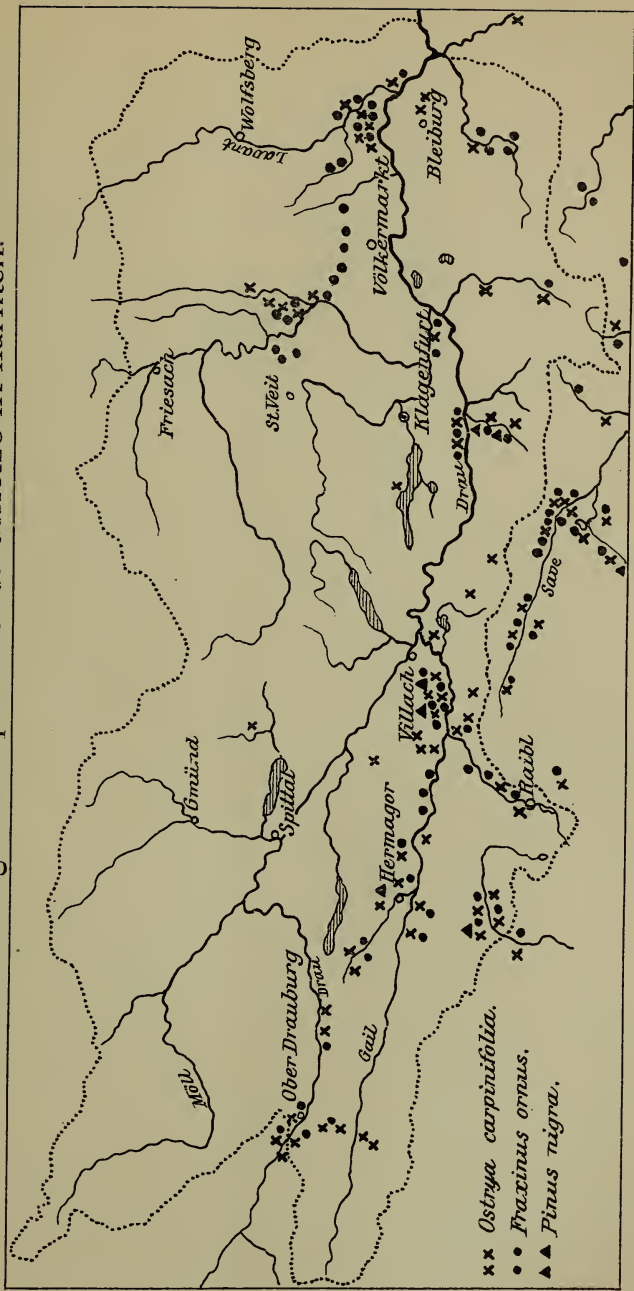 Möll
Gmünd
Spittal
Ober Drauburg
Drau
Gail
Hermagor
Villach
Raibl
Friesach
St.Veit
Klagenfurt
Drau
Save
Lavant
Wolfsberg
Völkermarkt
Bleiburg
Ostrya carpinifolia.
Fraxinus ornus.
Pinus nigra.